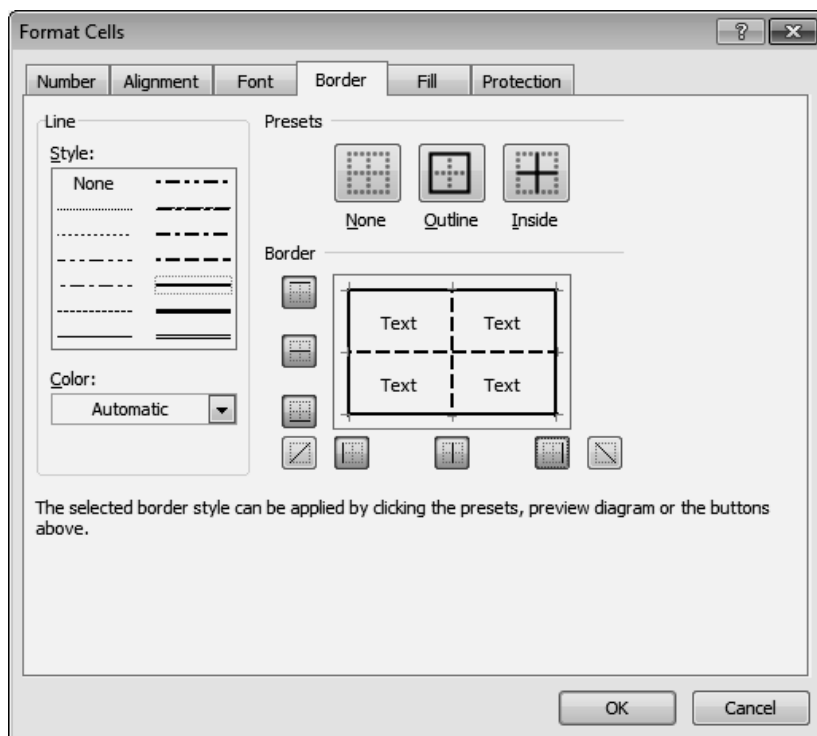 Format Cells
?
Number Alignment Font Border Fill Protection
Line
Style:
None
Presets
None Outline Inside
Border
Text Text
Text Text
Color:
Automatic
The selected border style can be applied by clicking the presets, preview diagram or the buttons
above.
OK Cancel